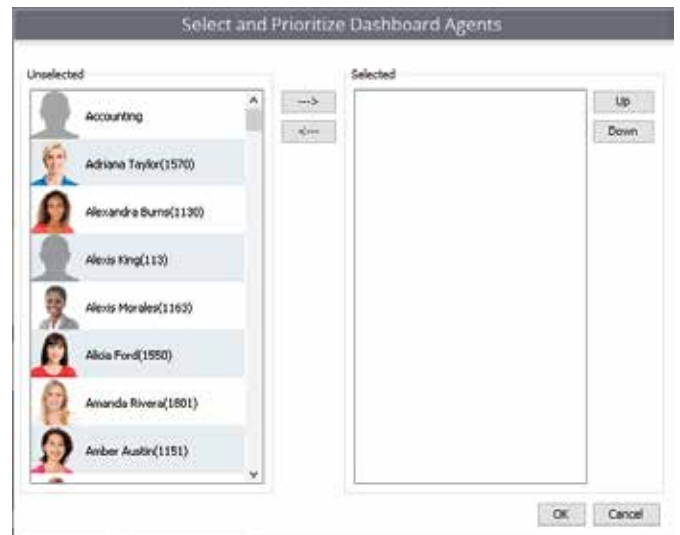 Select and Prioritize Dashboard Agents
Unselected
Selected
Accounting
Adriana Taylor(1570)
Alexandra Burns(1130)
Alexis King(113)
Alexis Morales(1163)
Alicia Ford(1550)
Amanda Rivera(1801)
Amber Austin(1151)
--->
<---
Up
Down
OK
Cancel